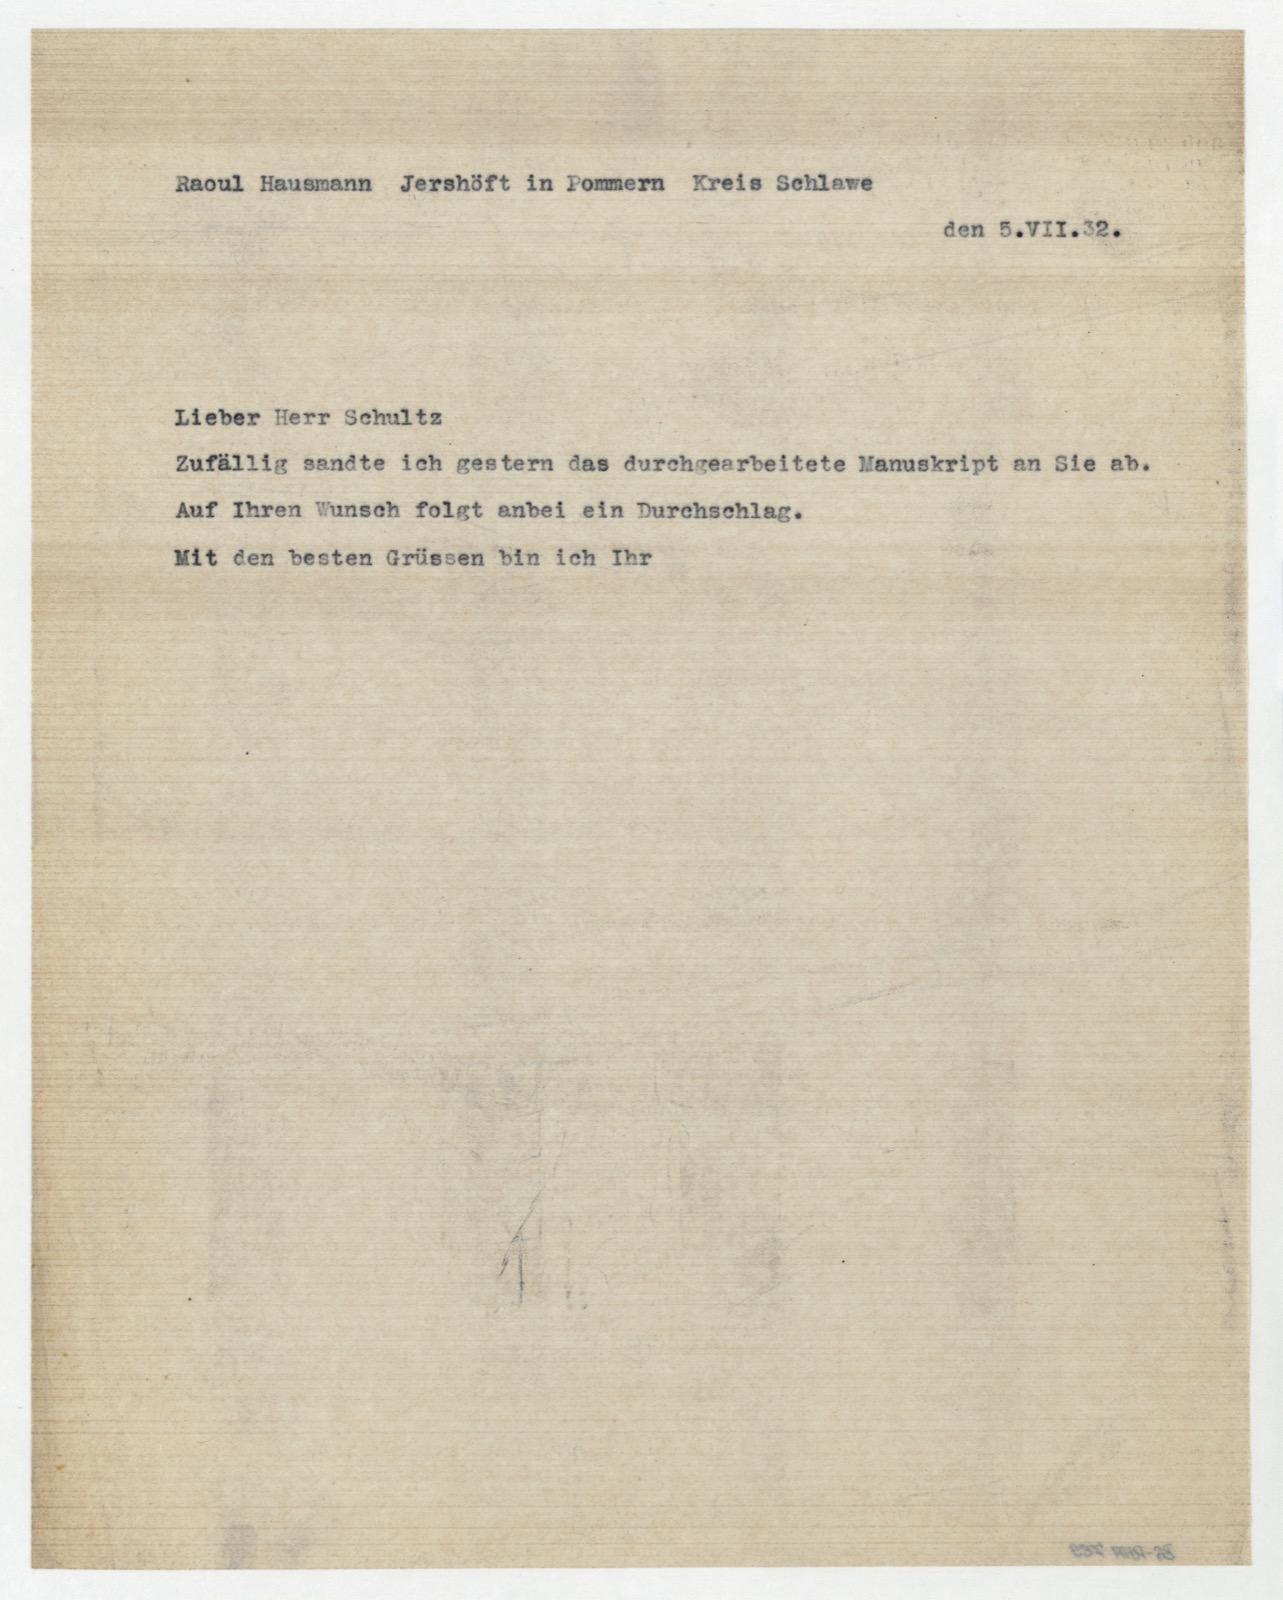 Raoul Hausmann Jershöft in Pommern Kreis Schlawe
den 5.VII.32.
Lieber Herr Schultz
Zufällig sandte ich gestern das durchgearbeitete Manuskript an Sie ab.
Auf Ihren Wunsch folgt anbei ein Durchschlag.
Mit den besten Grüssen bin ich Ihr